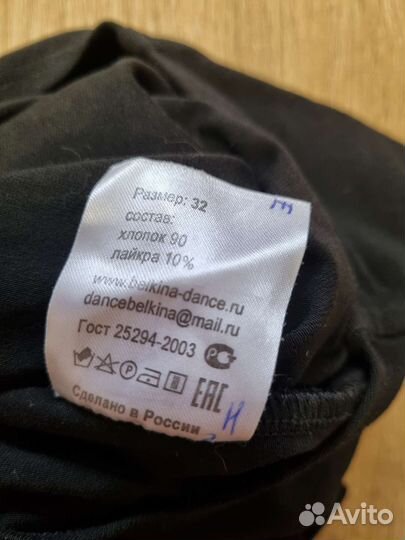 Размер: 32
состав:
хлопок 90
лайка 10%
www.belkina-dance.ru
dancebelkina@mail.ru
Гост 25294-2003
ЕАС
Сделано в России
Н
Avito